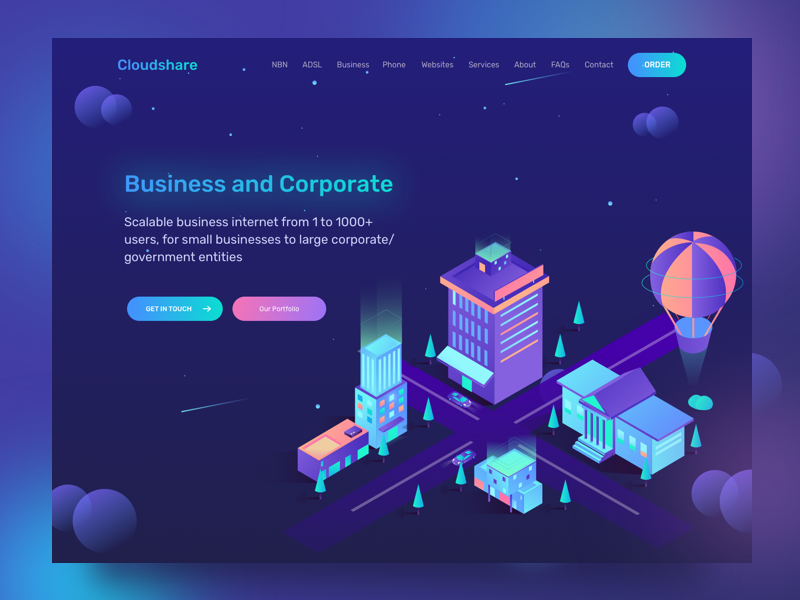 Cloudshare
NBN ADSL Business Phone Websites Services About FAQs Contact ORDER
Business and Corporate
Scalable business internet from 1 to 1000+
users, for small businesses to large corporate/
government entities
GET IN TOUCH Our Portfolio